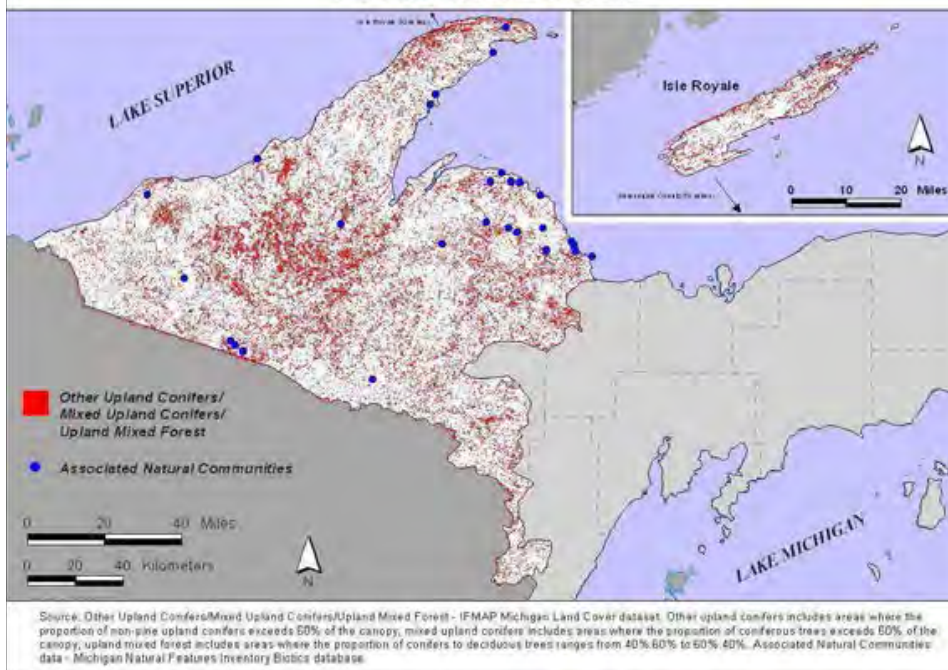 LAKE SUPERIOR
Isle Royale
N
0 10 20 Miles
Other Upland Conifers/
Mixed Upland Conifers/
Upland Mixed Forest
Associated Natural Communities
0 20 40 Miles
0 20 40 Kilometers
N
LAKE MICHIGAN
Source: Other Upland Conifers/Mixed Upland Conifers/Upland Mixed Forest - IFMAP Michigan Land Cover dataset. Other upland conifers includes areas where the
proportion of non-pine upland conifers exceeds 60% of the canopy, mixed upland conifers includes areas where the proportion of coniferous trees exceeds 60% of the
canopy, upland mixed forest includes areas where the proportion of conifers to deciduous trees ranges from 40%:60% to 60%:40%. Associated Natural Communities
data - Michigan Natural Features Inventory Biotics database.